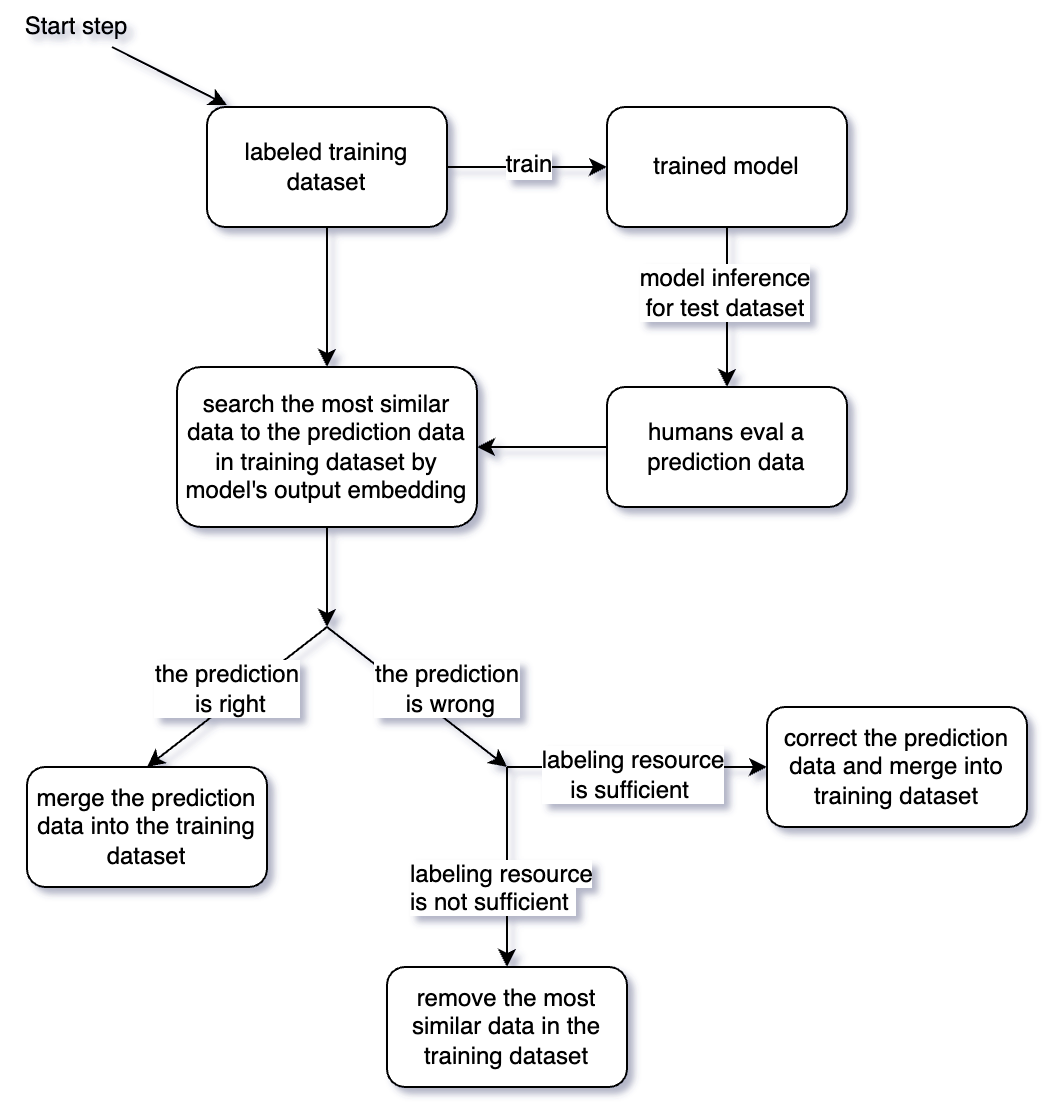 Start step
labeled training
dataset
train
trained model
model inference
for test dataset
search the most similar
data to the prediction data
in training dataset by
model's output embedding
humans eval a
prediction data
the prediction
is right
the prediction
is wrong
labeling resource
is sufficient
correct the prediction
data and merge into
training dataset
merge the prediction
data into the training
dataset
labeling resource
is not sufficient
remove the most
similar data in the
training dataset